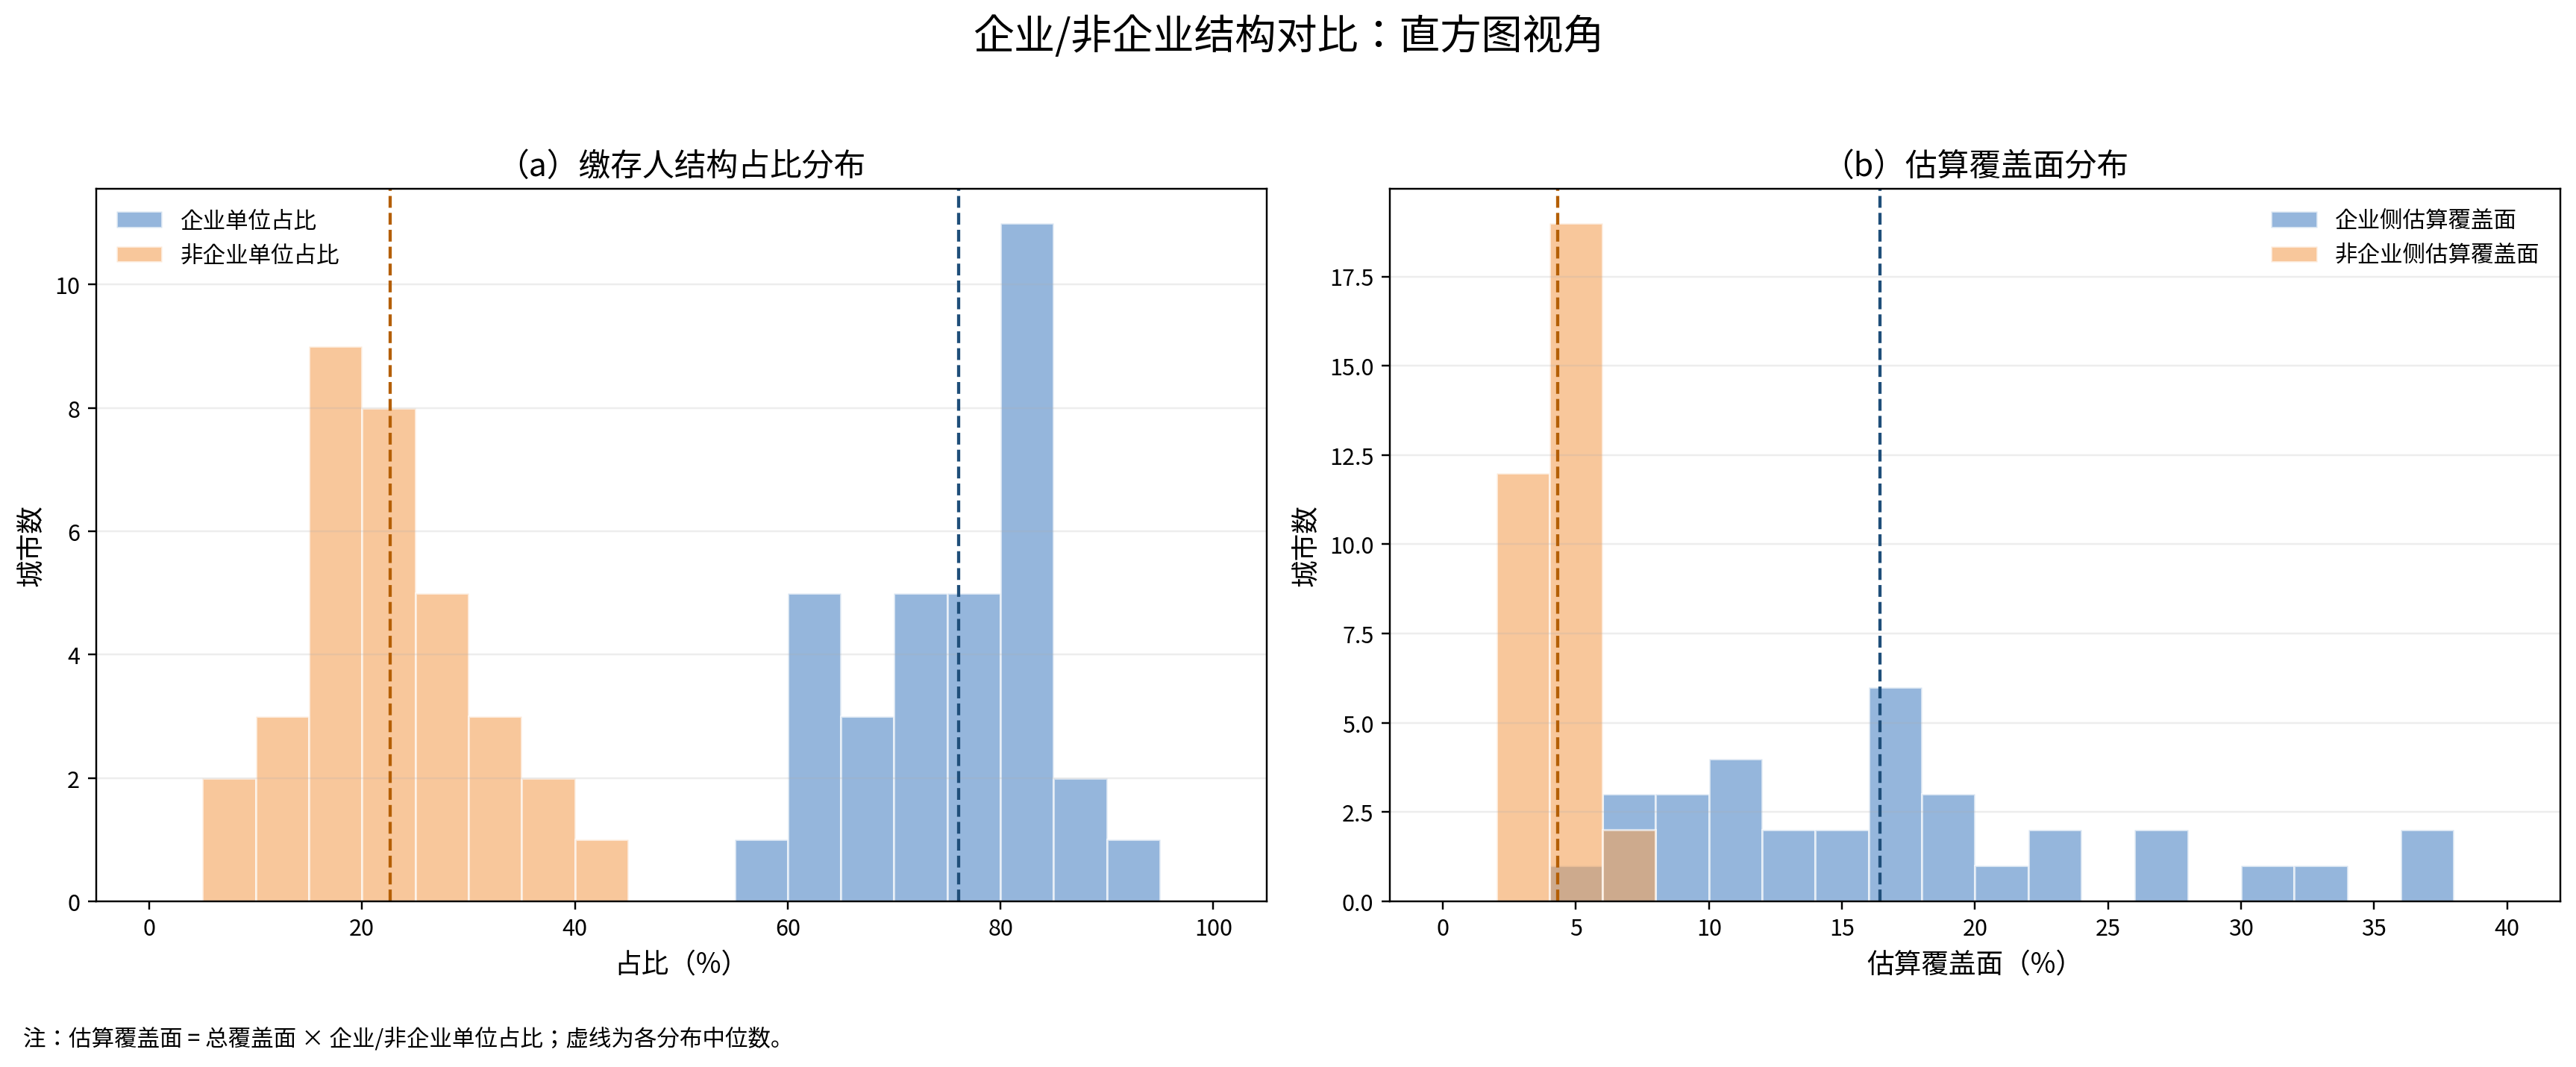 企业/非企业结构对比：直方图视角
（a）缴存人结构占比分布
企业单位占比
非企业单位占比
城市数
10
8
6
4
2
0
0 20 40 60 80 100
占比（%）
（b）估算覆盖面分布
企业侧估算覆盖面
非企业侧估算覆盖面
城市数
17.5
15.0
12.5
10.0
7.5
5.0
2.5
0.0
0 5 10 15 20 25 30 35 40
估算覆盖面（%）
注：估算覆盖面 = 总覆盖面 × 企业/非企业单位占比；虚线为各分布中位数。